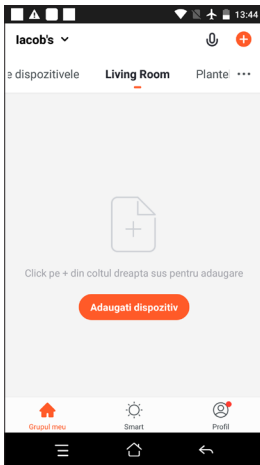 13:44
Iacob's
e dispozitivele Living Room Plante
Click pe + din coltul dreapta sus pentru adaugare
Adaugati dispozitiv
Grupul meu Smart Profil